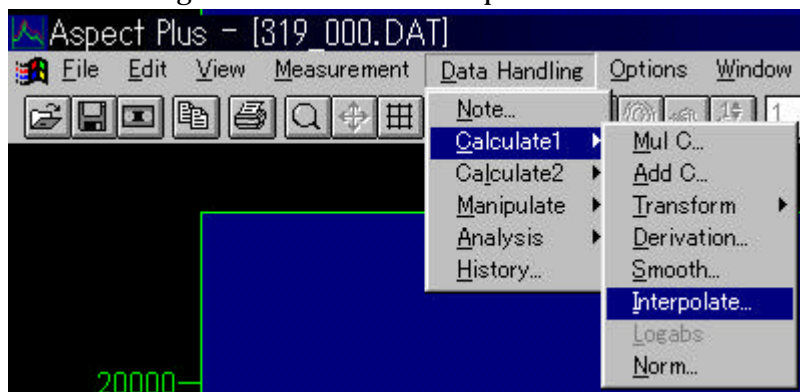 Aspect Plus - [319_000.DAT]
File Edit View Measurement Data Handling Options Window
1
Note...
Calculate1
Calculate2
Manipulate
Analysis
History...
Mul C...
Add C...
Transform
Derivation...
Smooth...
Interpolate...
Logabs
Norm...
20000